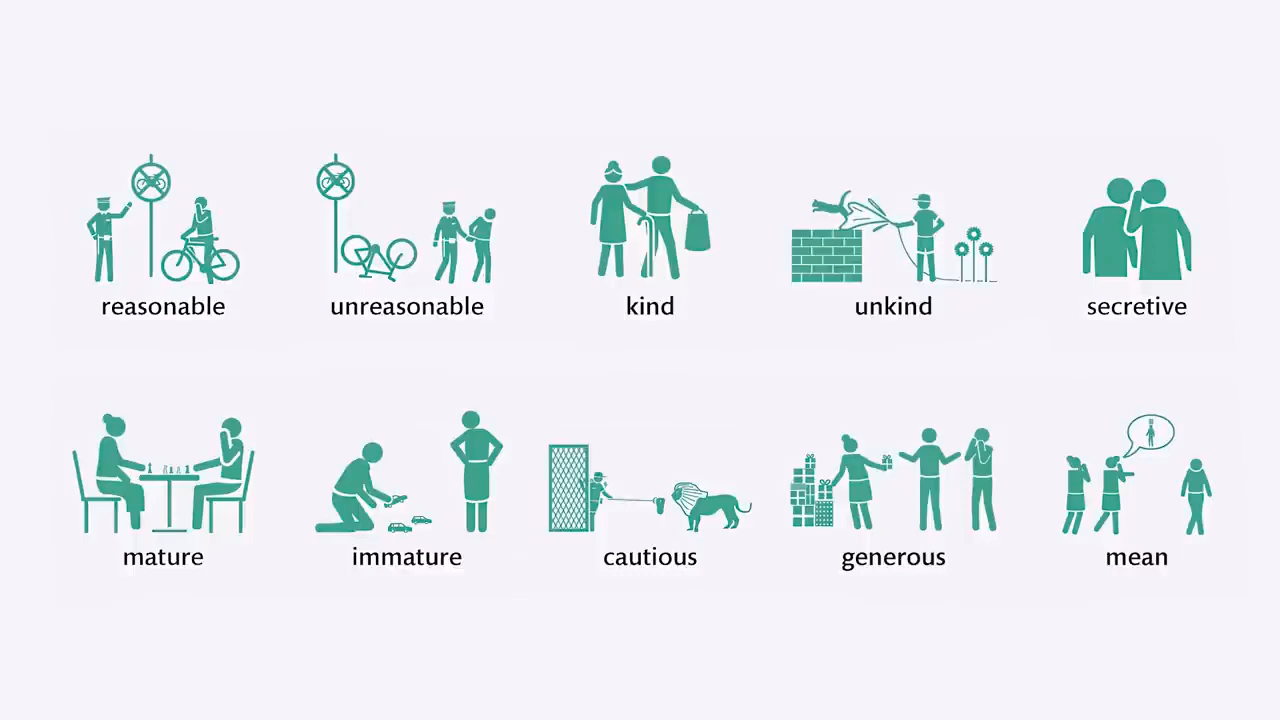 reasonable
unreasonable
kind
unkind
secretive
mature
immature
cautious
generous
mean